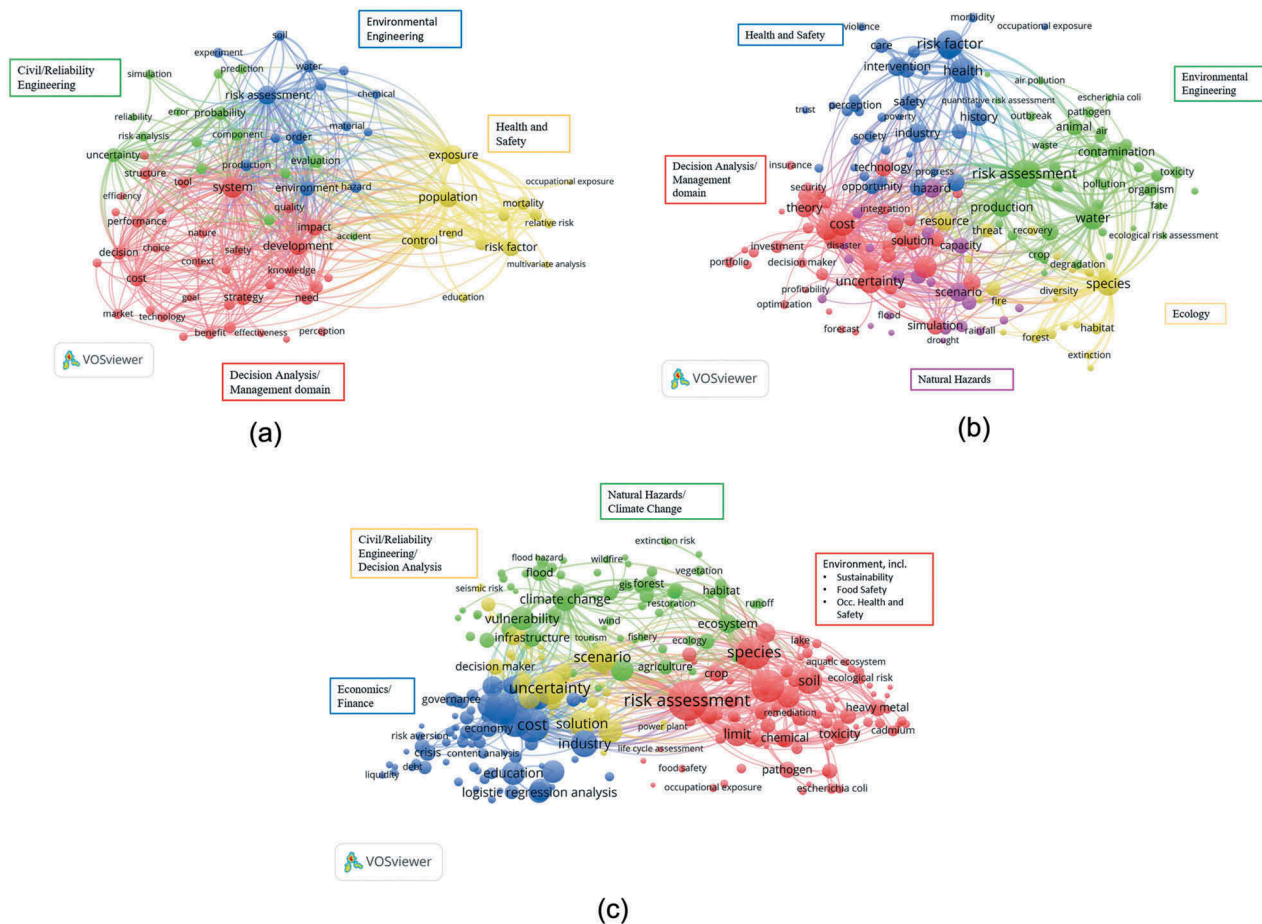 Environmental
Engineering
soil
experiment
water
Civil/Reliability
Engineering
simulation
prediction
risk assessment
chemical
reliability
error
probability
material
Health and
Safety
risk analysis
component
order
uncertainty
production
evaluation
exposure
structure
tool
system
environment
hazard
occupational exposure
efficiency
quality
population
performance
impact
mortality
nature
accident
trend
relative risk
decision
choice
safety
development
control
risk factor
context
knowledge
multivariate analysis
cost
goal
strategy
need
education
market
technology
benefit
effectiveness
perception
VOSviewer
Decision Analysis/
Management domain
(a)
morbidity
violence
occupational exposure
Health and Safety
care
risk factor
intervention
health
Environmental
Engineering
air pollution
escherichia coli
quantitative risk assessment
pathogen
trust
perception
safety
poverty
history
outbreak
animal
air
society
industry
waste
contamination
Decision Analysis/
Management domain
insurance
technology
progress
risk assessment
toxicity
security
opportunity
hazard
pollution
organism
theory
integration
production
fate
cost
resource
water
disaster
solution
threat
recovery
ecological risk assessment
investment
capacity
crop
portfolio
decision maker
degradation
profitability
uncertainty
species
scenario
fire
diversity
optimization
flood
Ecology
forecast
simulation
rainfall
forest
habitat
drought
extinction
VOSviewer
Natural Hazards
(b)
Natural Hazards/
Climate Change
Civil/Reliability
Engineering/
Decision Analysis
extinction risk
flood hazard
wildfire
Environment, incl.
• Sustainability
• Food Safety
• Occ. Health and
Safety
flood
vegetation
seismic risk
gis
forest
habitat
climate change
restoration
runoff
vulnerability
wind
ecosystem
infrastructure
tourism
fishery
ecology
lake
scenario
species
decision maker
agriculture
crop
aquatic ecosystem
Economics/
Finance
uncertainty
soil
ecological risk
governance
risk assessment
heavy metal
cost
solution
remediation
economy
power plant
limit
chemical
toxicity
cadmium
risk aversion
industry
crisis
content analysis
life cycle assessment
debt
liquidity
education
food safety
pathogen
logistic regression analysis
occupational exposure
escherichia coli
VOSviewer
(c)